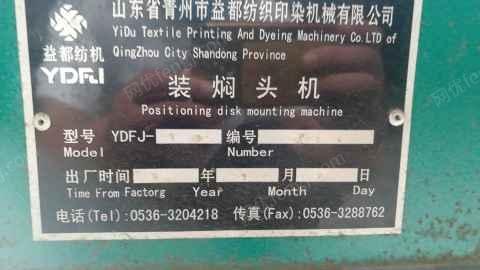 山东省青州市益都纺织印染机械有限公司
YiDu Textile Printing And Dyeing Machinery Co.LTD of
QingZhou City Shandong Province
益都纺机
YDFJ
装焖头机
Positioning disk mounting machine
型号 YDFJ- 编号
Model Number
出厂时间 年 月 日
Time From Factorg Year Month Day
电话(Tel):0536-3204218 传真(Fax):0536-3288762